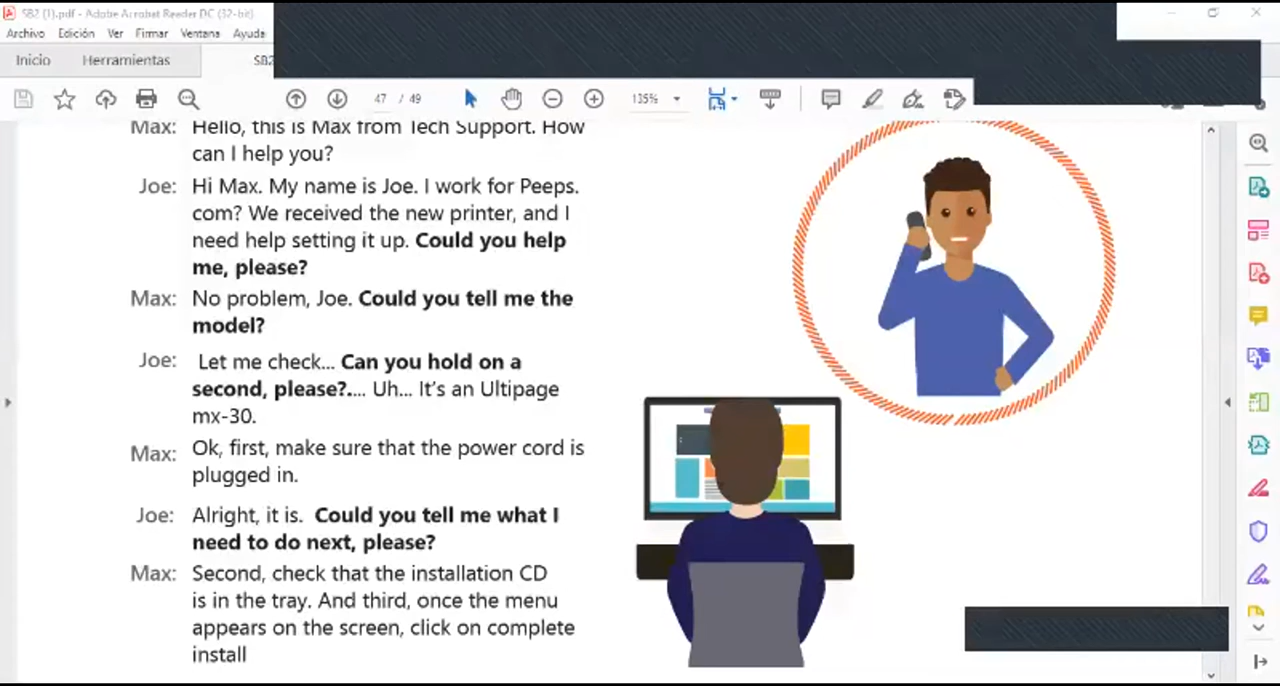 SB2 (1).pdf - Adobe Acrobat Reader DC (32-bit)
Archivo Edición Ver Firmar Ventana Ayuda
Inicio Herramientas SB2
47 / 49 135%
Max: Hello, this is Max from Tech Support. How
can I help you?
Joe: Hi Max. My name is Joe. I work for Peeps.
com? We received the new printer, and I
need help setting it up. Could you help
me, please?
Max: No problem, Joe. Could you tell me the
model?
Joe: Let me check... Can you hold on a
second, please?.... Uh... It's an Ultipage
mx-30.
Max: Ok, first, make sure that the power cord is
plugged in.
Joe: Alright, it is. Could you tell me what I
need to do next, please?
Max: Second, check that the installation CD
is in the tray. And third, once the menu
appears on the screen, click on complete
install